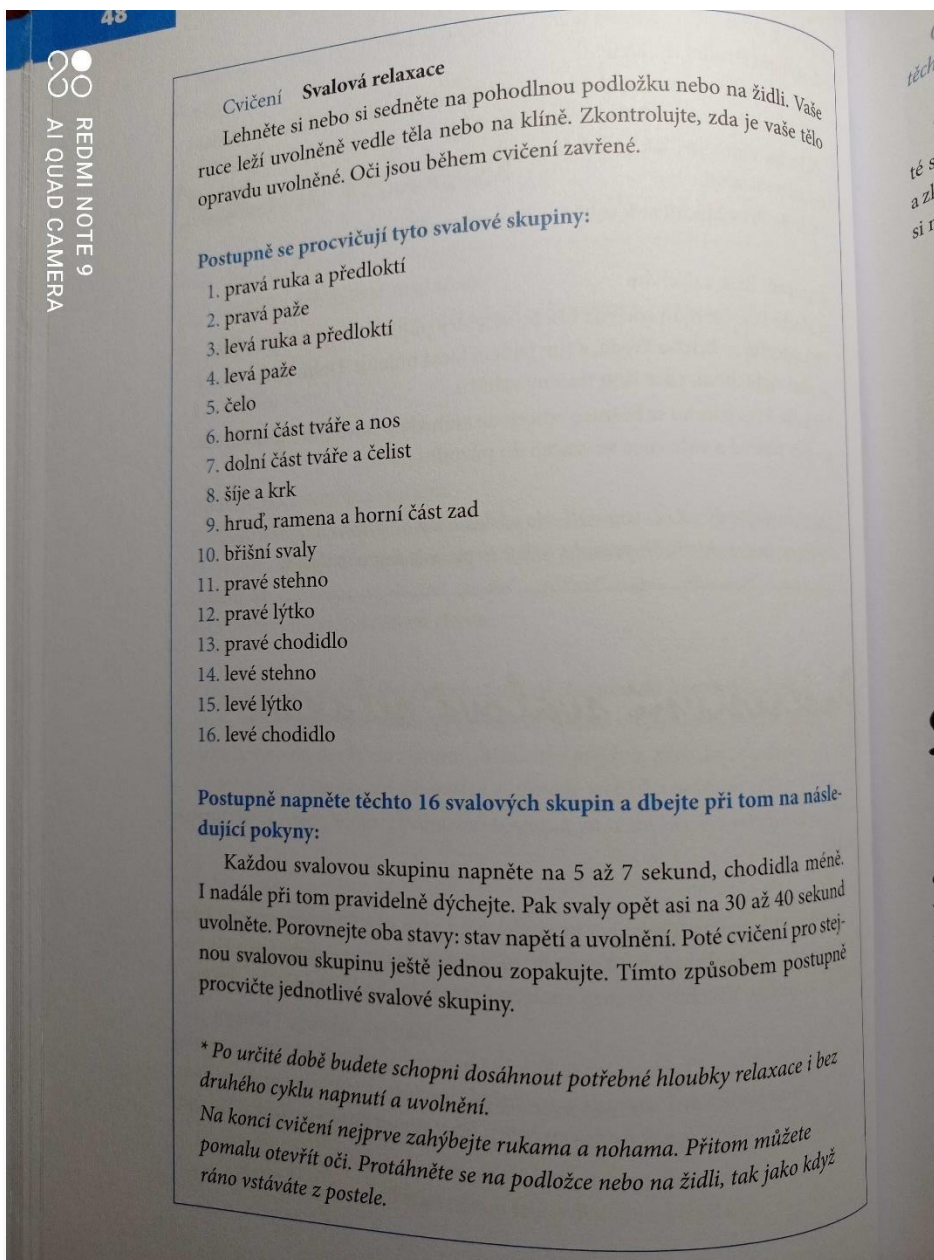 48
REDMI NOTE 9
AI QUAD CAMERA
Cvičení Svalová relaxace
Lehněte si nebo si sedněte na pohodlnou podložku nebo na židli. Vaše
ruce leží uvolněně vedle těla nebo na klíně. Zkontrolujte, zda je vaše tělo
opravdu uvolněné. Oči jsou během cvičení zavřené.
Postupně se procvičují tyto svalové skupiny:
1. pravá ruka a předloktí
2. pravá paže
3. levá ruka a předloktí
4. levá paže
5. čelo
6. horní část tváře a nos
7. dolní část tváře a čelist
8. šíje a krk
9. hruď, ramena a horní část zad
10. břišní svaly
11. pravé stehno
12. pravé lýtko
13. pravé chodidlo
14. levé stehno
15. levé lýtko
16. levé chodidlo
Postupně napněte těchto 16 svalových skupin a dbejte při tom na násle-
dující pokyny:
Každou svalovou skupinu napněte na 5 až 7 sekund, chodidla méně.
I nadále při tom pravidelně dýchejte. Pak svaly opět asi na 30 až 40 sekund
uvolněte. Porovnejte oba stavy: stav napětí a uvolnění. Poté cvičení pro stej-
nou svalovou skupinu ještě jednou zopakujte. Tímto způsobem postupně
procvičte jednotlivé svalové skupiny.
* Po určité době budete schopni dosáhnout potřebné hloubky relaxace i bez
druhého cyklu napnutí a uvolnění.
Na konci cvičení nejprve zahýbejte rukama a nohama. Přitom můžete
pomalu otevřít oči. Protáhněte se na podložce nebo na židli, tak jako když
ráno vstáváte z postele.